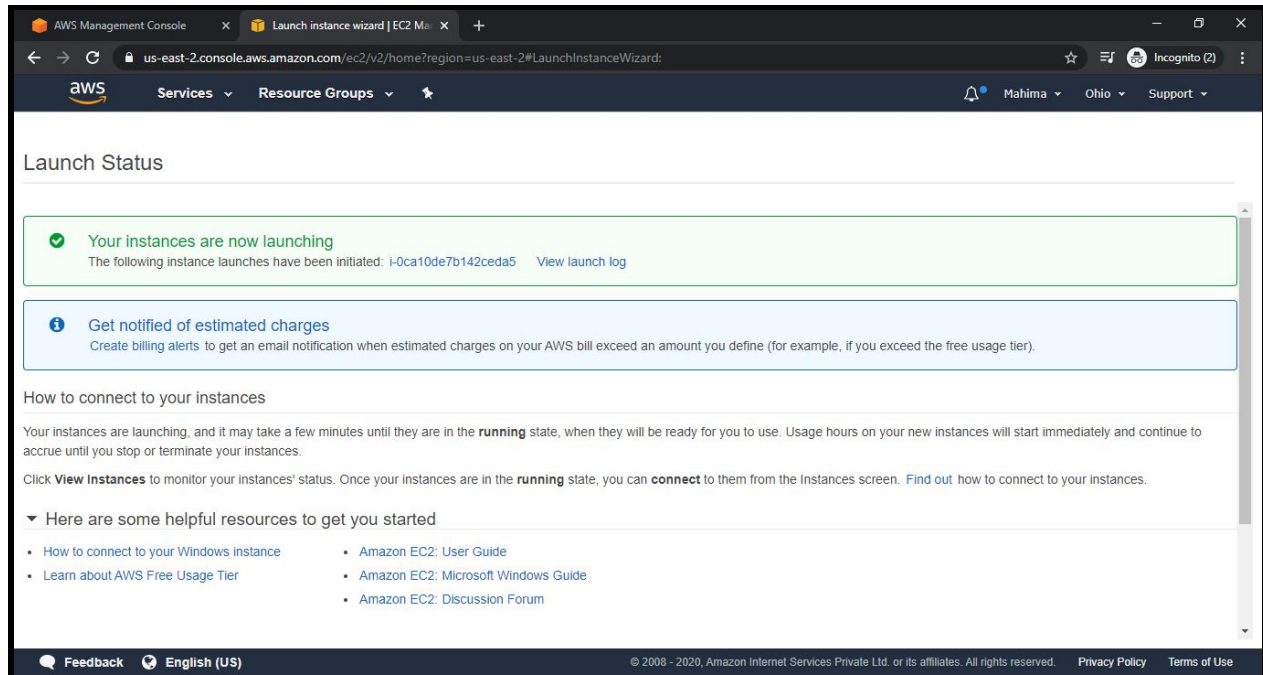 AWS Management Console
Launch instance wizard | EC2 Ma
us-east-2.console.aws.amazon.com/ec2/v2/home?region=us-east-2#LaunchInstanceWizard:
Incognito (2)
aws Services Resource Groups Mahima Ohio Support
Launch Status
Your instances are now launching
The following instance launches have been initiated: i-0ca10de7b142ceda5 View launch log
Get notified of estimated charges
Create billing alerts to get an email notification when estimated charges on your AWS bill exceed an amount you define (for example, if you exceed the free usage tier).
How to connect to your instances
Your instances are launching, and it may take a few minutes until they are in the running state, when they will be ready for you to use. Usage hours on your new instances will start immediately and continue to
accrue until you stop or terminate your instances.
Click View Instances to monitor your instances' status. Once your instances are in the running state, you can connect to them from the Instances screen. Find out how to connect to your instances.
Here are some helpful resources to get you started
• How to connect to your Windows instance
• Learn about AWS Free Usage Tier
• Amazon EC2: User Guide
• Amazon EC2: Microsoft Windows Guide
• Amazon EC2: Discussion Forum
Feedback English (US) © 2008 - 2020, Amazon Internet Services Private Ltd. or its affiliates. All rights reserved. Privacy Policy Terms of Use